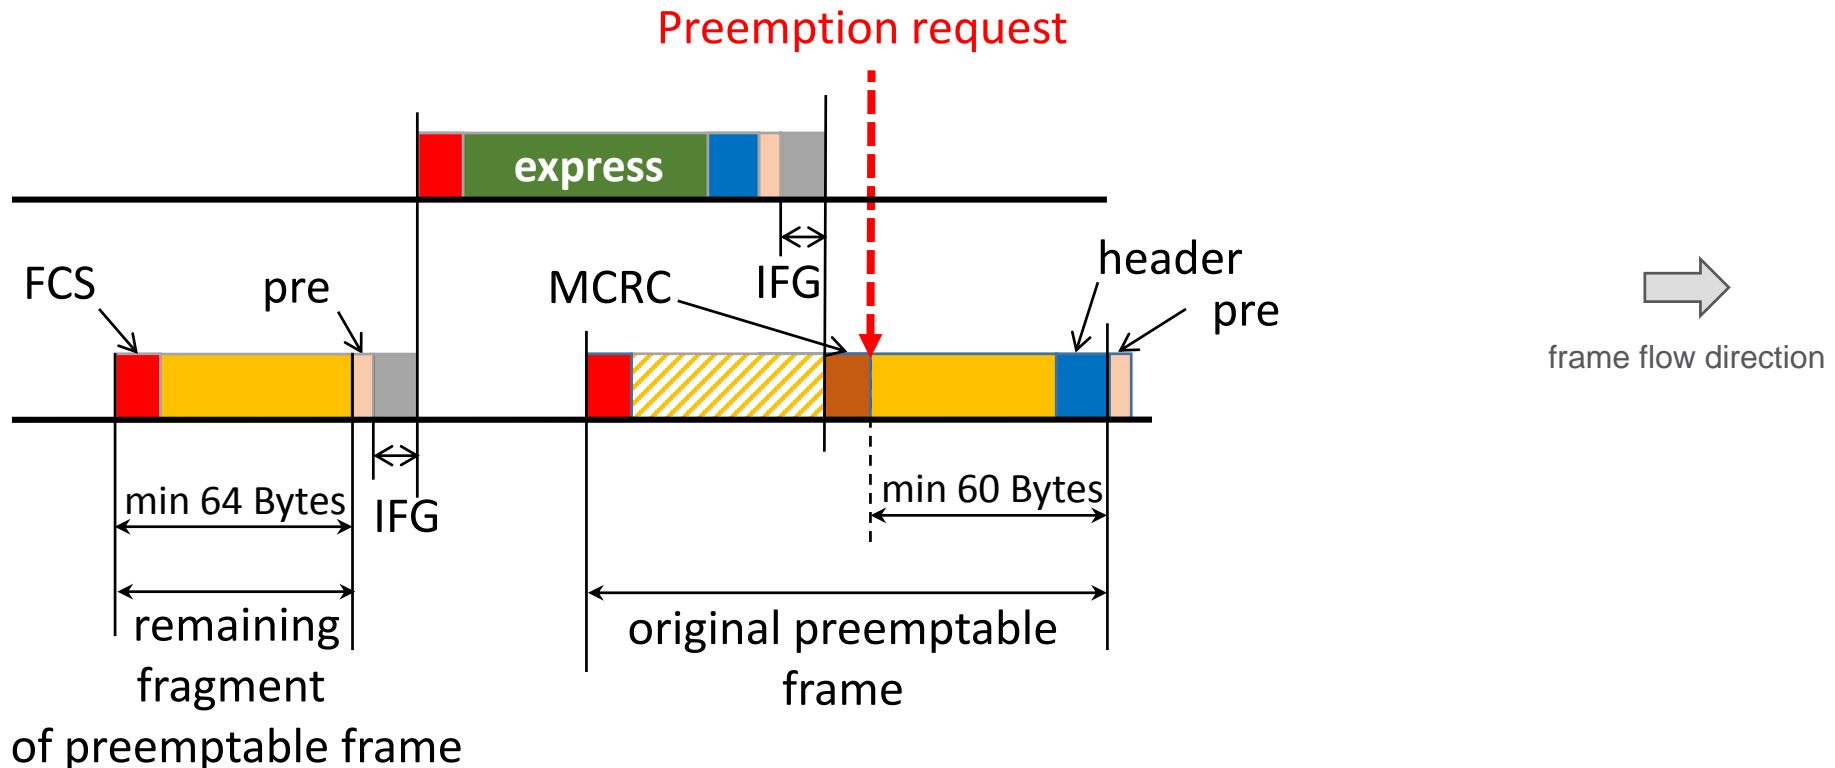 Preemption request
express
FCS
pre
MCRC
IFG
header
pre
frame flow direction
min 64 Bytes
IFG
min 60 Bytes
remaining
fragment
of preemptable frame
original preemptable
frame